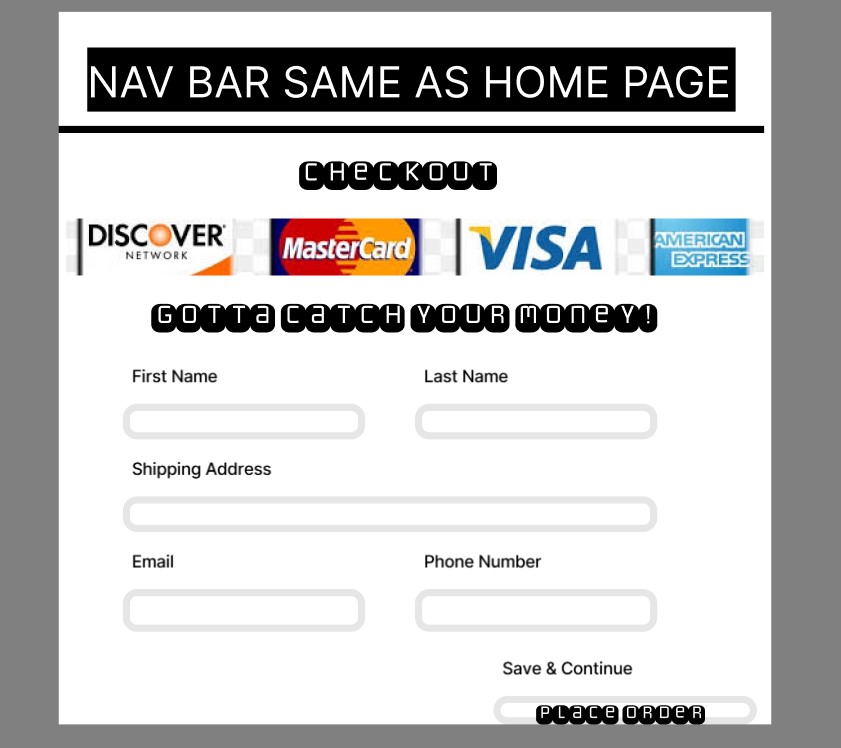 NAV BAR SAME AS HOME PAGE
CHeCKOUT
DISCOVER® MasterCard VISA AMERICAN
NETWORK EXPRESS
GOTTa CaTCH YOUR MOneY!
First Name Last Name
Shipping Address
Email Phone Number
Save & Continue
PLaCe ORDeR